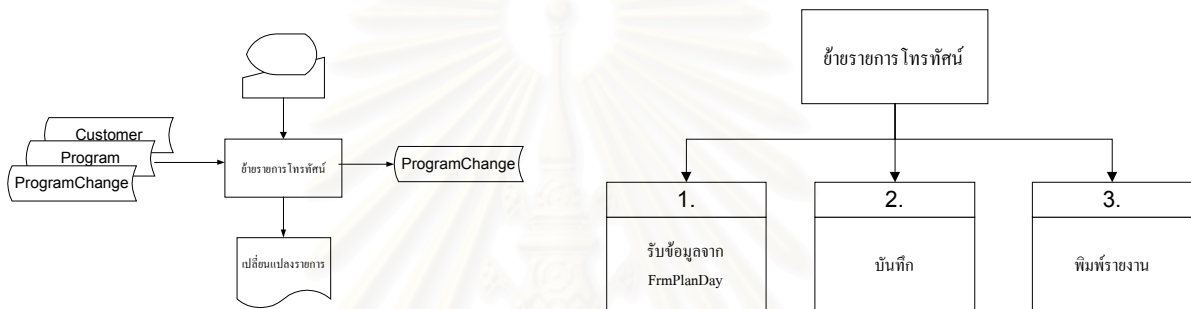 Customer
Program
ProgramChange
ย้ายรายการโทรทัศน์
ProgramChange
เปลี่ยนแปลงรายการ
ย้ายรายการโทรทัศน์
1.
รับข้อมูลจาก
FrmPlanDay
2.
บันทึก
3.
พิมพ์รายงาน